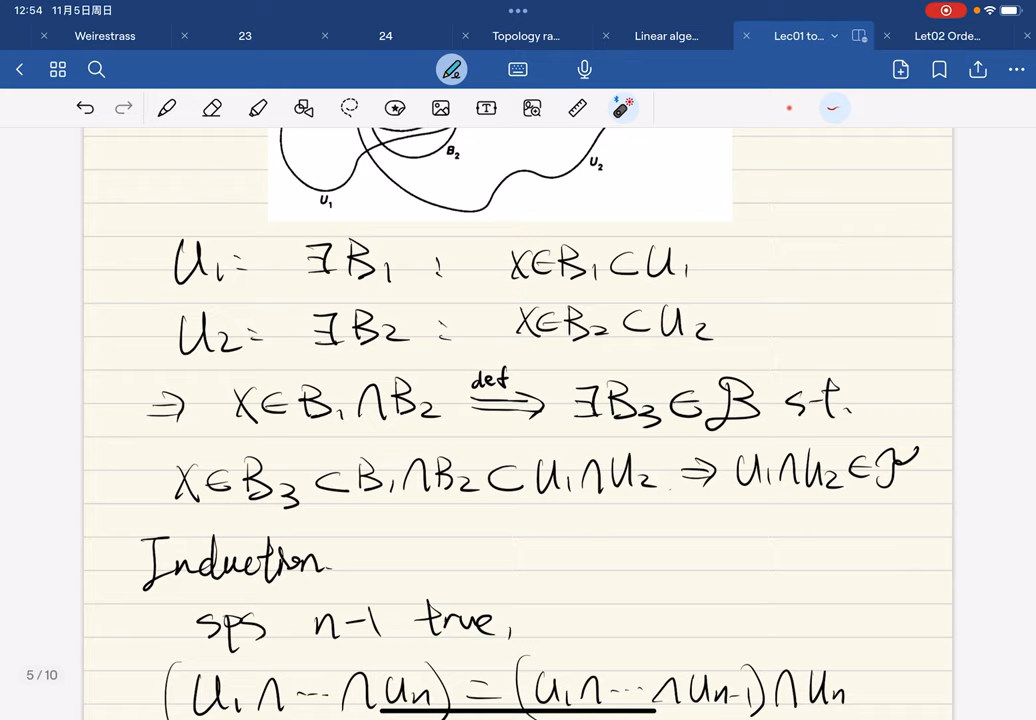 12:54 11月5日周日
Weirestrass 23 24 Topology ra... Linear alge... Lec01 to... Let02 Orde...
B2
U2
U1
U1: ∃B1 : x∈B1⊂U1
U2: ∃B2 : x∈B2⊂U2
⇒ x∈B1∩B2 def⟹ ∃B3∈ℬ s.t.
x∈B3⊂B1∩B2⊂U1∩U2. ⇒ U1∩U2∈𝒯
Induction.
sps n-1 true,
5/10
(U1∩···∩Un) = (U1∩···∩Un-1)∩Un